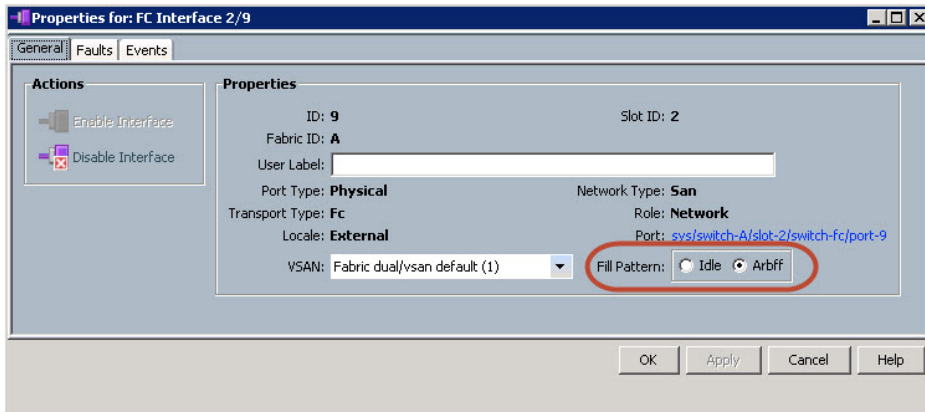 Properties for: FC Interface 2/9
General Faults Events
Actions
Enable Interface
Disable Interface
Properties
ID: 9 Slot ID: 2
Fabric ID: A
User Label:
Port Type: Physical Network Type: San
Transport Type: Fc Role: Network
Locale: External Port: sys/switch-A/slot-2/switch-fc/port-9
VSAN: Fabric dual/vsan default (1) Fill Pattern: Idle Arbff
OK Apply Cancel Help